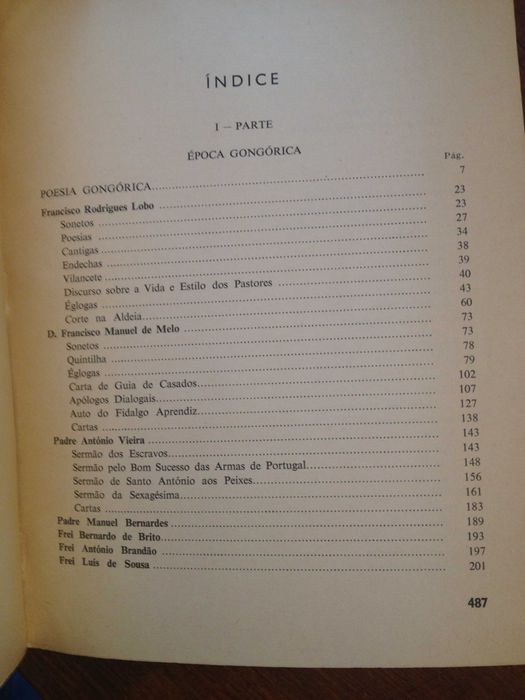 ÍNDICE
I – PARTE
ÉPOCA GONGÓRICA
Pág.
POESIA GONGÓRICA 7
Francisco Rodrigues Lobo 23
Sonetos 23
Poesias 27
Cantigas 34
Endechas 38
Vilancete 39
Discurso sobre a Vida e Estilo dos Pastores 40
Églogas 43
Corte na Aldeia 60
D. Francisco Manuel de Melo 73
Sonetos 73
Quintilha 78
Églogas 79
Carta de Guia de Casados 102
Apólogos Dialogais 107
Auto do Fidalgo Aprendiz 127
Cartas 138
Padre António Vieira 143
Sermão dos Escravos 143
Sermão pelo Bom Sucesso das Armas de Portugal 148
Sermão de Santo António aos Peixes 156
Sermão da Sexagésima 161
Cartas 183
Padre Manuel Bernardes 189
Frei Bernardo de Brito 193
Frei António Brandão 197
Frei Luís de Sousa 201
487